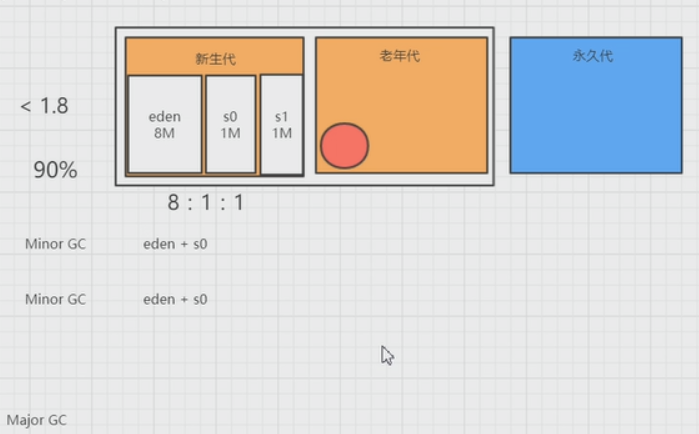 新生代
老年代
永久代
< 1.8
eden
8M
s0
1M
s1
1M
90%
8 : 1 : 1
Minor GC
eden + s0
Minor GC
eden + s0
Major GC